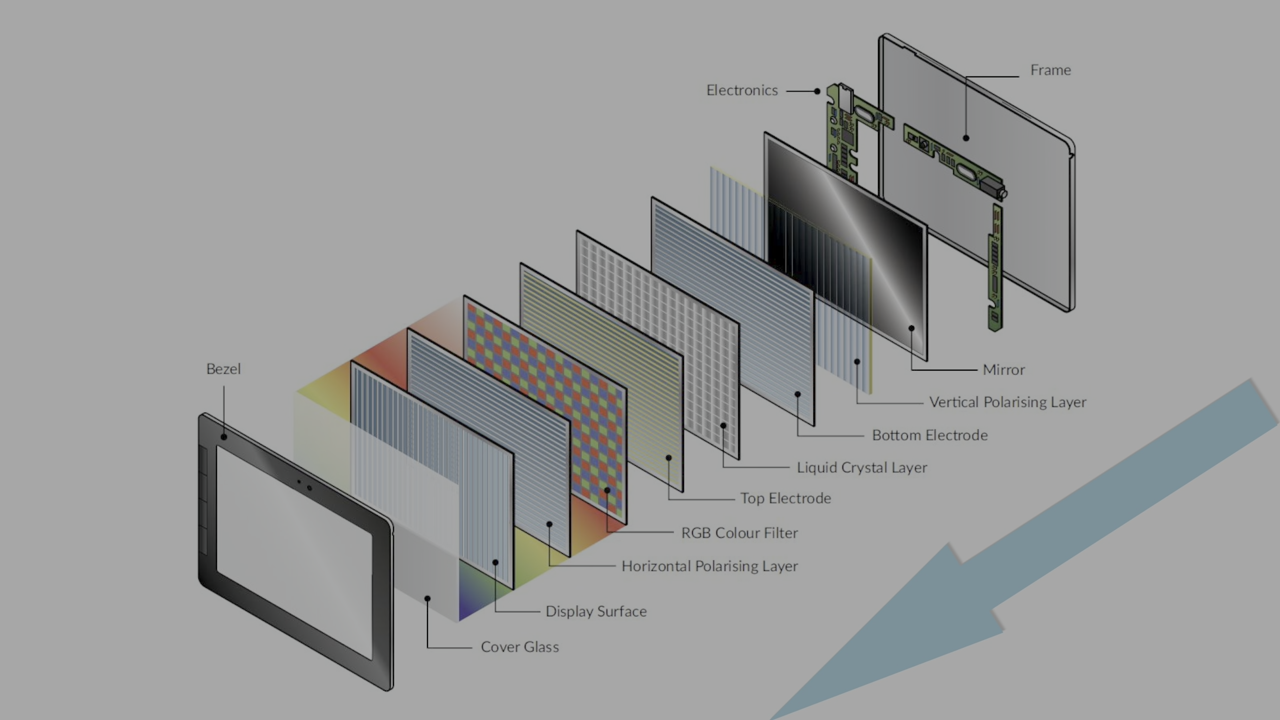 Frame
Electronics
Bezel
Mirror
Vertical Polarising Layer
Bottom Electrode
Liquid Crystal Layer
Top Electrode
RGB Colour Filter
Horizontal Polarising Layer
Display Surface
Cover Glass